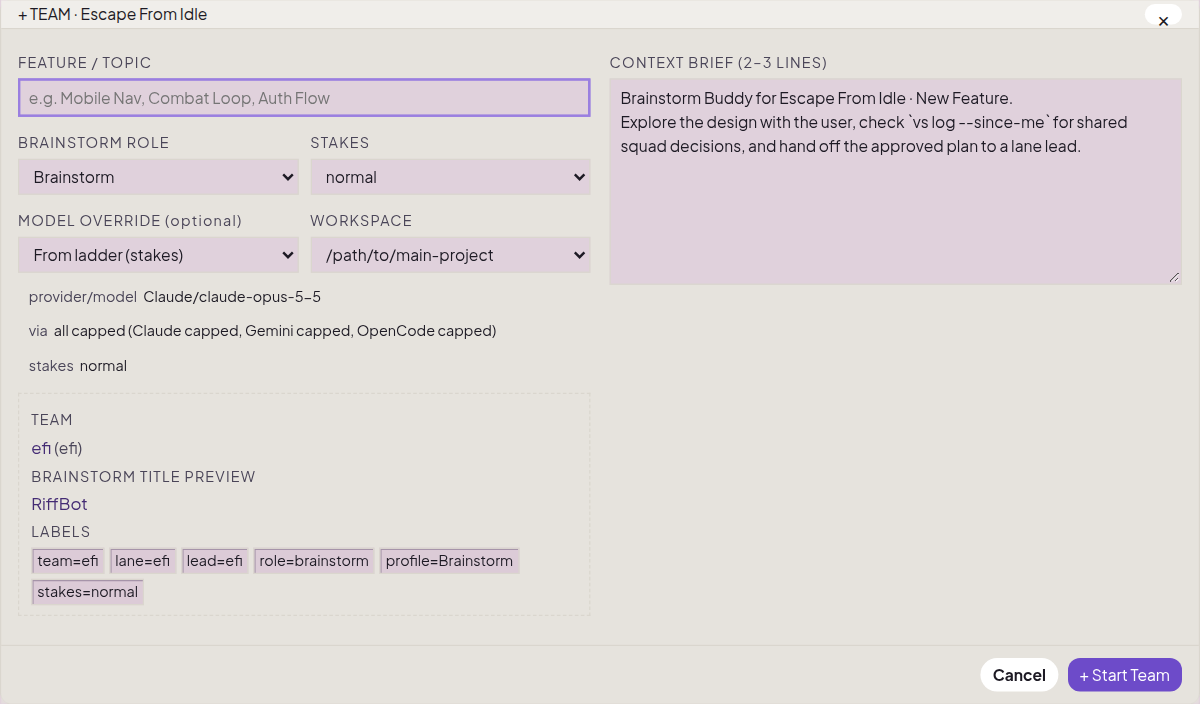 + TEAM · Escape From Idle
×
FEATURE / TOPIC
e.g. Mobile Nav, Combat Loop, Auth Flow
BRAINSTORM ROLE
STAKES
Brainstorm
normal
MODEL OVERRIDE (optional)
WORKSPACE
From ladder (stakes)
/path/to/main-project
provider/model Claude/claude-opus-5-5
via all capped (Claude capped, Gemini capped, OpenCode capped)
stakes normal
TEAM
efi (efi)
BRAINSTORM TITLE PREVIEW
RiffBot
LABELS
team=efi lane=efi lead=efi role=brainstorm profile=Brainstorm
stakes=normal
CONTEXT BRIEF (2–3 LINES)
Brainstorm Buddy for Escape From Idle · New Feature.
Explore the design with the user, check `vs log --since-me` for shared
squad decisions, and hand off the approved plan to a lane lead.
Cancel
+ Start Team